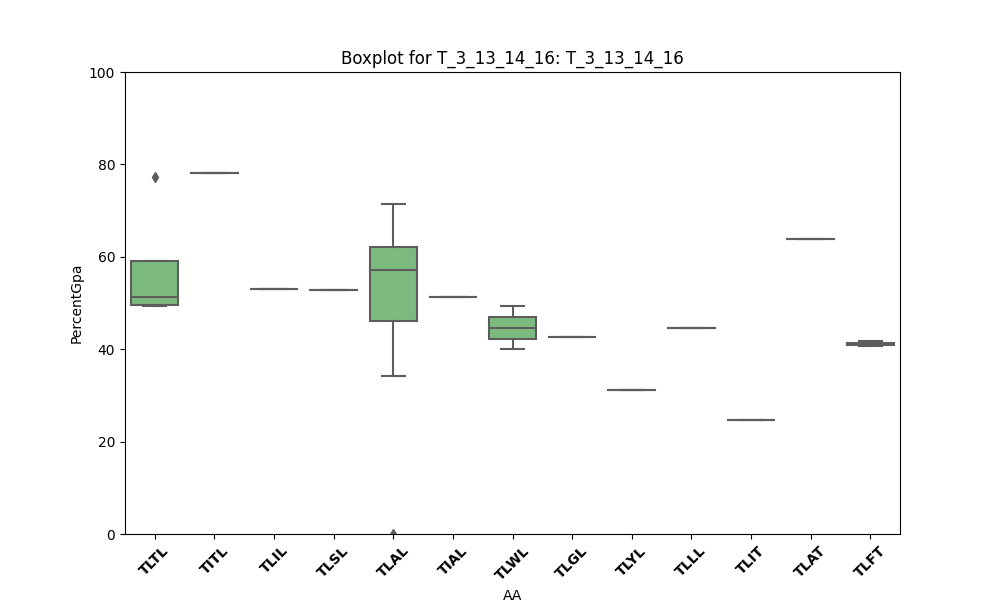 Boxplot for T_3_13_14_16: T_3_13_14_16
100
80
60
40
20
0
PercentGpa
TLTL
TITL
TLIL
TLSL
TLAL
TIAL
TLWL
TLGL
TLYL
TLLL
TLIT
TLAT
TLFT
AA